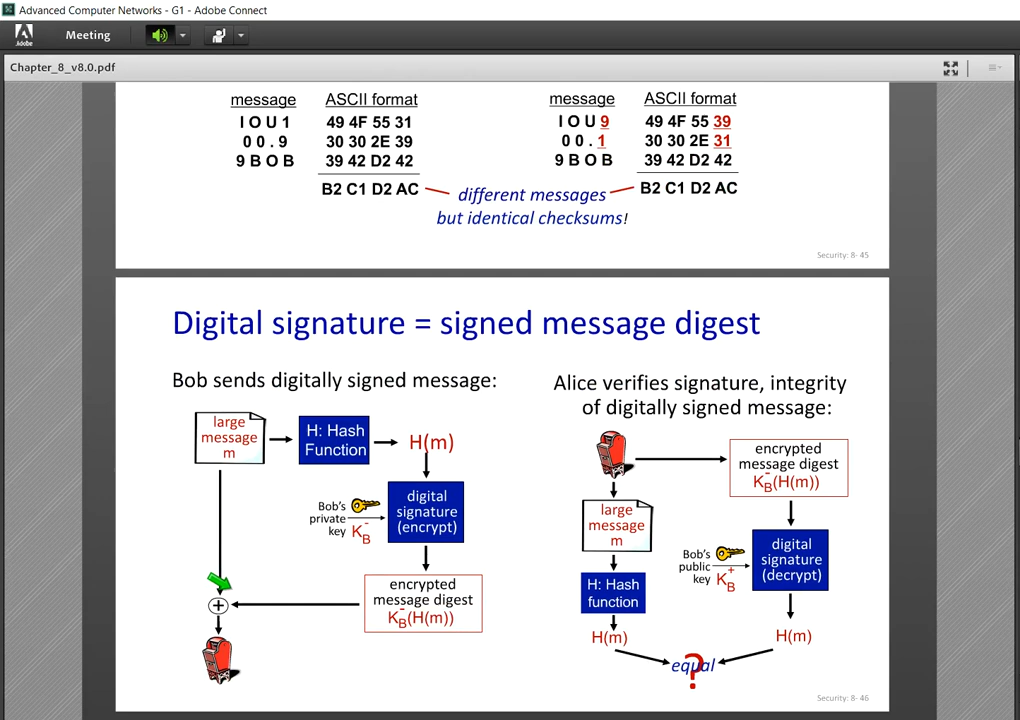 Advanced Computer Networks - G1 - Adobe Connect
Adobe
Meeting
Chapter_8_v8.0.pdf
message
ASCII format
I O U 1
49 4F 55 31
0 0 . 9
30 30 2E 39
9 B O B
39 42 D2 42
B2 C1 D2 AC
message
ASCII format
I O U 9
49 4F 55 39
0 0 . 1
30 30 2E 31
9 B O B
39 42 D2 42
B2 C1 D2 AC
different messages
but identical checksums!
Security: 8- 45
Digital signature = signed message digest
Bob sends digitally signed message:
large
message
m
H: Hash
Function
H(m)
Bob's
private
key
K-B
digital
signature
(encrypt)
encrypted
message digest
K-B(H(m))
+
Alice verifies signature, integrity
of digitally signed message:
encrypted
message digest
K-B(H(m))
large
message
m
H: Hash
function
H(m)
Bob's
public
key
K+B
digital
signature
(decrypt)
H(m)
equal
?
Security: 8- 46